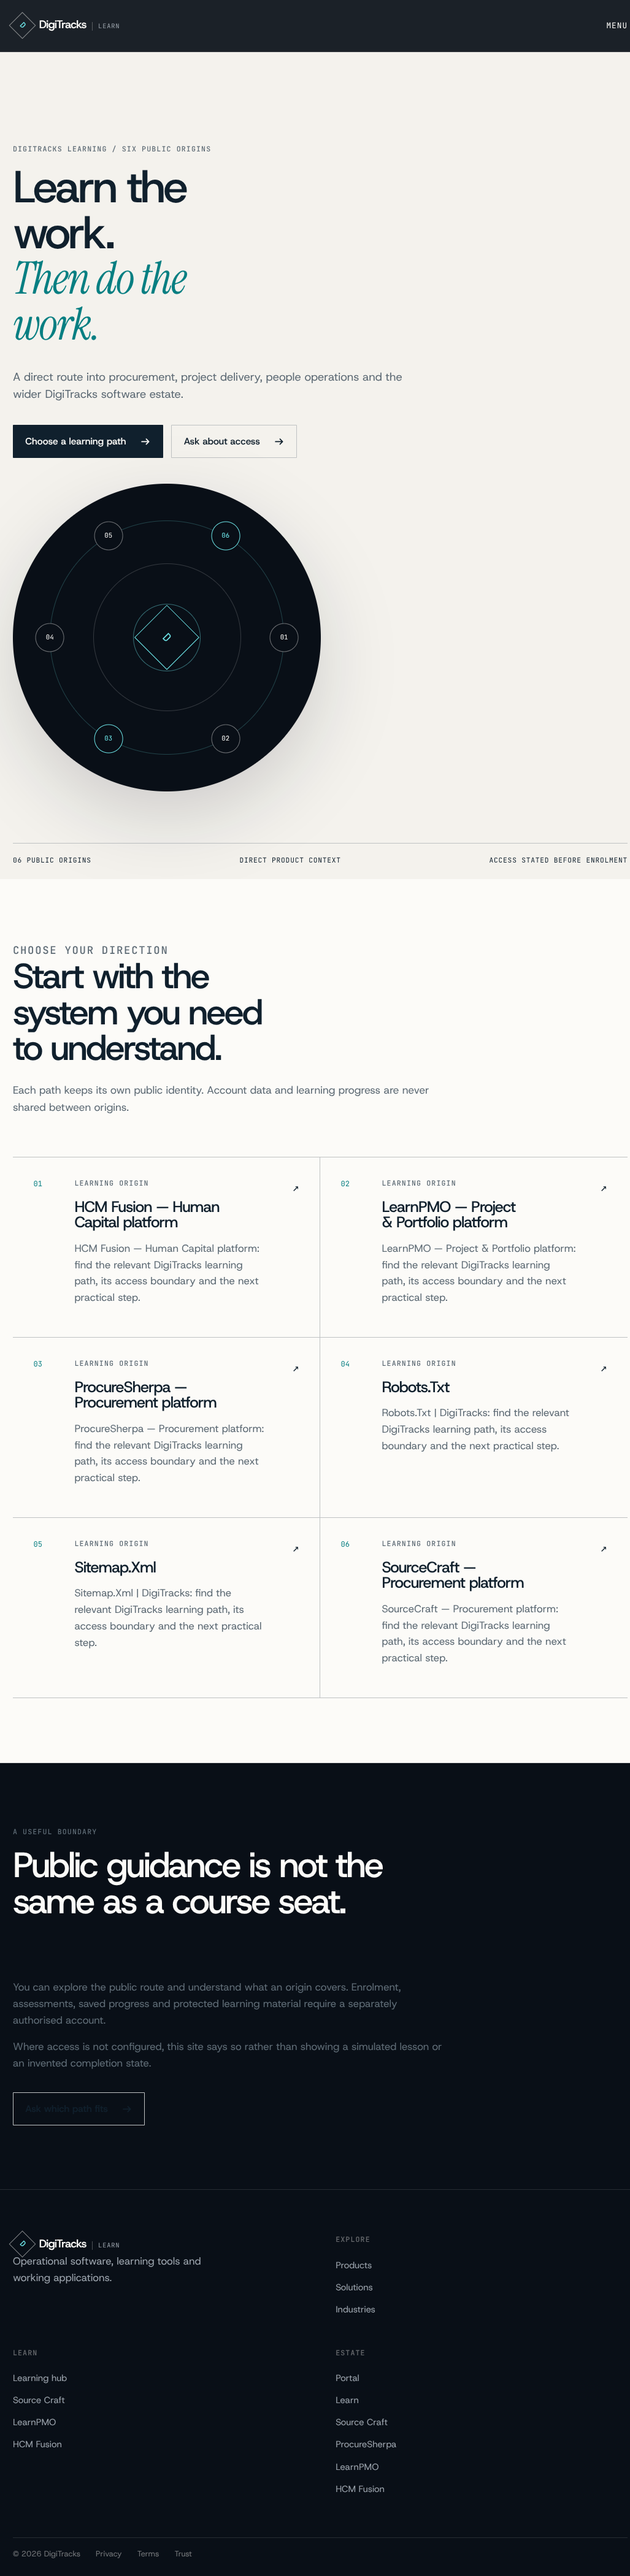 DigiTracks | LEARN
MENU
DIGITRACKS LEARNING / SIX PUBLIC ORIGINS
Learn the
work.
Then do the
work.
A direct route into procurement, project delivery, people operations and the
wider DigiTracks software estate.
Choose a learning path →
Ask about access →
05
06
04
01
03
02
06 PUBLIC ORIGINS
DIRECT PRODUCT CONTEXT
ACCESS STATED BEFORE ENROLMENT
CHOOSE YOUR DIRECTION
Start with the
system you need
to understand.
Each path keeps its own public identity. Account data and learning progress are never
shared between origins.
01
LEARNING ORIGIN
↗
HCM Fusion — Human
Capital platform
HCM Fusion — Human Capital platform:
find the relevant DigiTracks learning
path, its access boundary and the next
practical step.
02
LEARNING ORIGIN
↗
LearnPMO — Project
& Portfolio platform
LearnPMO — Project & Portfolio platform:
find the relevant DigiTracks learning
path, its access boundary and the next
practical step.
03
LEARNING ORIGIN
↗
ProcureSherpa —
Procurement platform
ProcureSherpa — Procurement platform:
find the relevant DigiTracks learning
path, its access boundary and the next
practical step.
04
LEARNING ORIGIN
↗
Robots.Txt
Robots.Txt | DigiTracks: find the relevant
DigiTracks learning path, its access
boundary and the next practical step.
05
LEARNING ORIGIN
↗
Sitemap.Xml
Sitemap.Xml | DigiTracks: find the
relevant DigiTracks learning path, its
access boundary and the next practical
step.
06
LEARNING ORIGIN
↗
SourceCraft —
Procurement platform
SourceCraft — Procurement platform:
find the relevant DigiTracks learning
path, its access boundary and the next
practical step.
A USEFUL BOUNDARY
Public guidance is not the
same as a course seat.
You can explore the public route and understand what an origin covers. Enrolment,
assessments, saved progress and protected learning material require a separately
authorised account.
Where access is not configured, this site says so rather than showing a simulated lesson or
an invented completion state.
Ask which path fits →
DigiTracks | LEARN
Operational software, learning tools and
working applications.
EXPLORE
Products
Solutions
Industries
LEARN
Learning hub
Source Craft
LearnPMO
HCM Fusion
ESTATE
Portal
Learn
Source Craft
ProcureSherpa
LearnPMO
HCM Fusion
© 2026 DigiTracks
Privacy
Terms
Trust